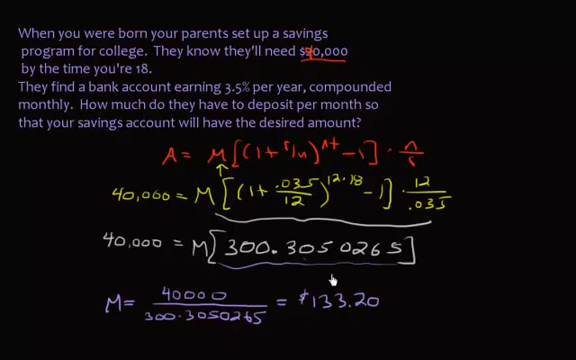 When you were born your parents set up a savings
program for college. They know they'll need $40,000
by the time you're 18.
They find a bank account earning 3.5% per year, compounded
monthly. How much do they have to deposit per month so
that your savings account will have the desired amount?
A = M[(1 + r/n)^nt − 1] · n/r
40,000 = M[(1 + .035/12)^12·18 − 1] · 12/.035
40,000 = M[300.3050265]
M = 40000/300.3050265 = $133.20